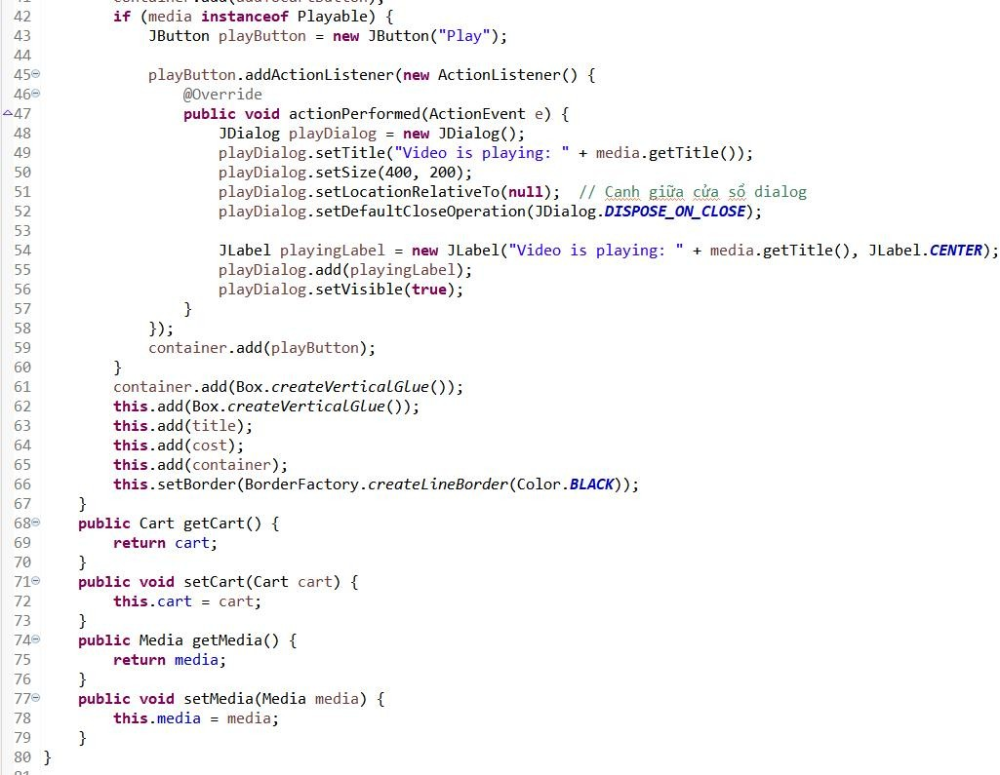 container.add(addToCartButton);
42 if (media instanceof Playable) {
43 JButton playButton = new JButton("Play");
44
45 playButton.addActionListener(new ActionListener() {
46 @Override
47 public void actionPerformed(ActionEvent e) {
48 JDialog playDialog = new JDialog();
49 playDialog.setTitle("Video is playing: " + media.getTitle());
50 playDialog.setSize(400, 200);
51 playDialog.setLocationRelativeTo(null);  // Canh giữa cửa sổ dialog
52 playDialog.setDefaultCloseOperation(JDialog.DISPOSE_ON_CLOSE);
53
54 JLabel playingLabel = new JLabel("Video is playing: " + media.getTitle(), JLabel.CENTER);
55 playDialog.add(playingLabel);
56 playDialog.setVisible(true);
57 }
58 });
59 container.add(playButton);
60 }
61 container.add(Box.createVerticalGlue());
62 this.add(Box.createVerticalGlue());
63 this.add(title);
64 this.add(cost);
65 this.add(container);
66 this.setBorder(BorderFactory.createLineBorder(Color.BLACK));
67 }
68 public Cart getCart() {
69 return cart;
70 }
71 public void setCart(Cart cart) {
72 this.cart = cart;
73 }
74 public Media getMedia() {
75 return media;
76 }
77 public void setMedia(Media media) {
78 this.media = media;
79 }
80 }